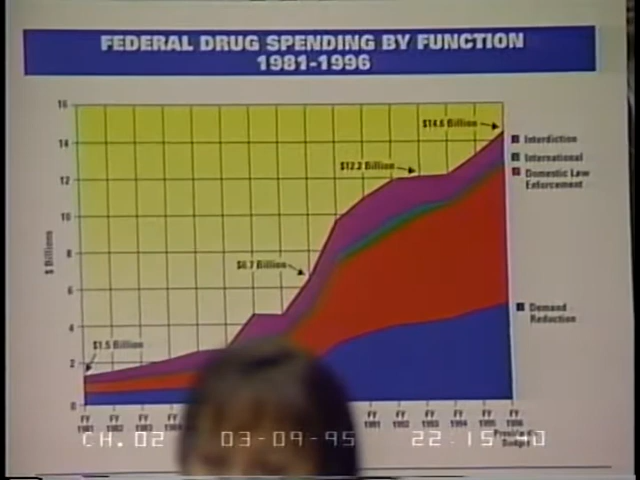 FEDERAL DRUG SPENDING BY FUNCTION
1981-1996
16
$14.6 Billion
14
Interdiction
International
$12.2 Billion
12
Domestic Law
Enforcement
10
$ Billions
8
$6.7 Billion
6
4
Demand
Reduction
$1.5 Billion
2
0
FY FY FY FY FY FY FY FY FY FY
1981 1982 1983 1984 1991 1992 1993 1994 1995 1996
Budget
CH.02 03-09-95 22:15:40